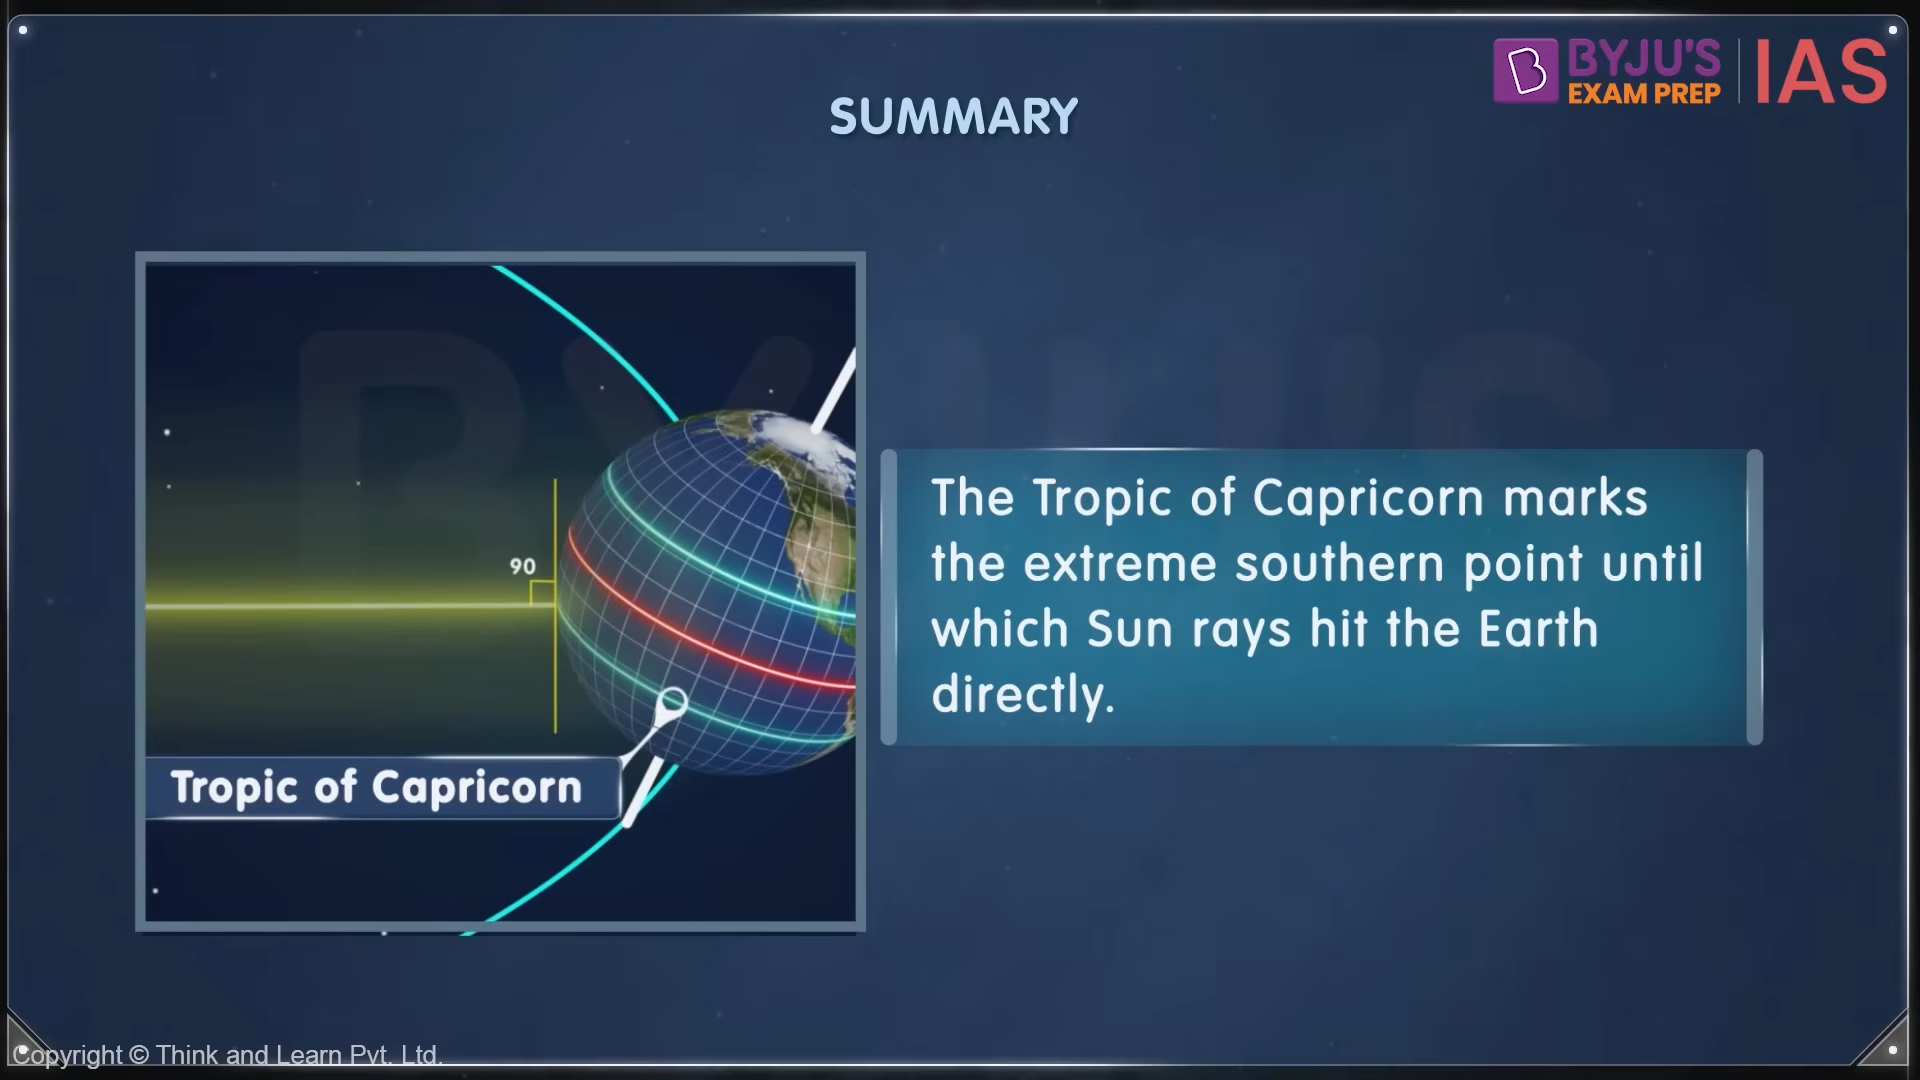 BYJU'S
EXAM PREP
IAS
SUMMARY
90
Tropic of Capricorn
The Tropic of Capricorn marks
the extreme southern point until
which Sun rays hit the Earth
directly.
BYJU'S
Copyright © Think and Learn Pvt. Ltd.